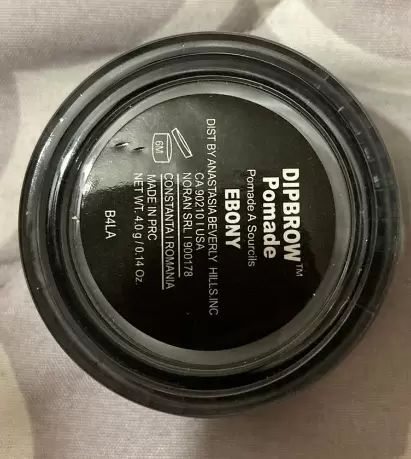 DIPBROW™
Pomade
Pomade A Sourcils
EBONY
DIST BY ANASTASIA BEVERLY HILLS.INC
CA 90210 I USA
NORAN SRL I 900178
CONSTANTA I ROMANIA
MADE IN PRC
NET WT. 4.0 g / 0.14 Oz.
6M
B4LA